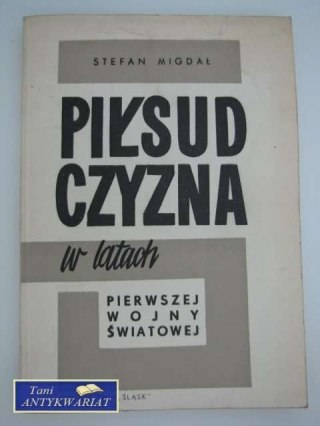 STEFAN MIGDAŁ
PIŁSUD
CZYZNA
w latach
PIERWSZEJ
WOJNY
ŚWIATOWEJ
„ŚLĄSK"
Tani
ANTYKWARIAT